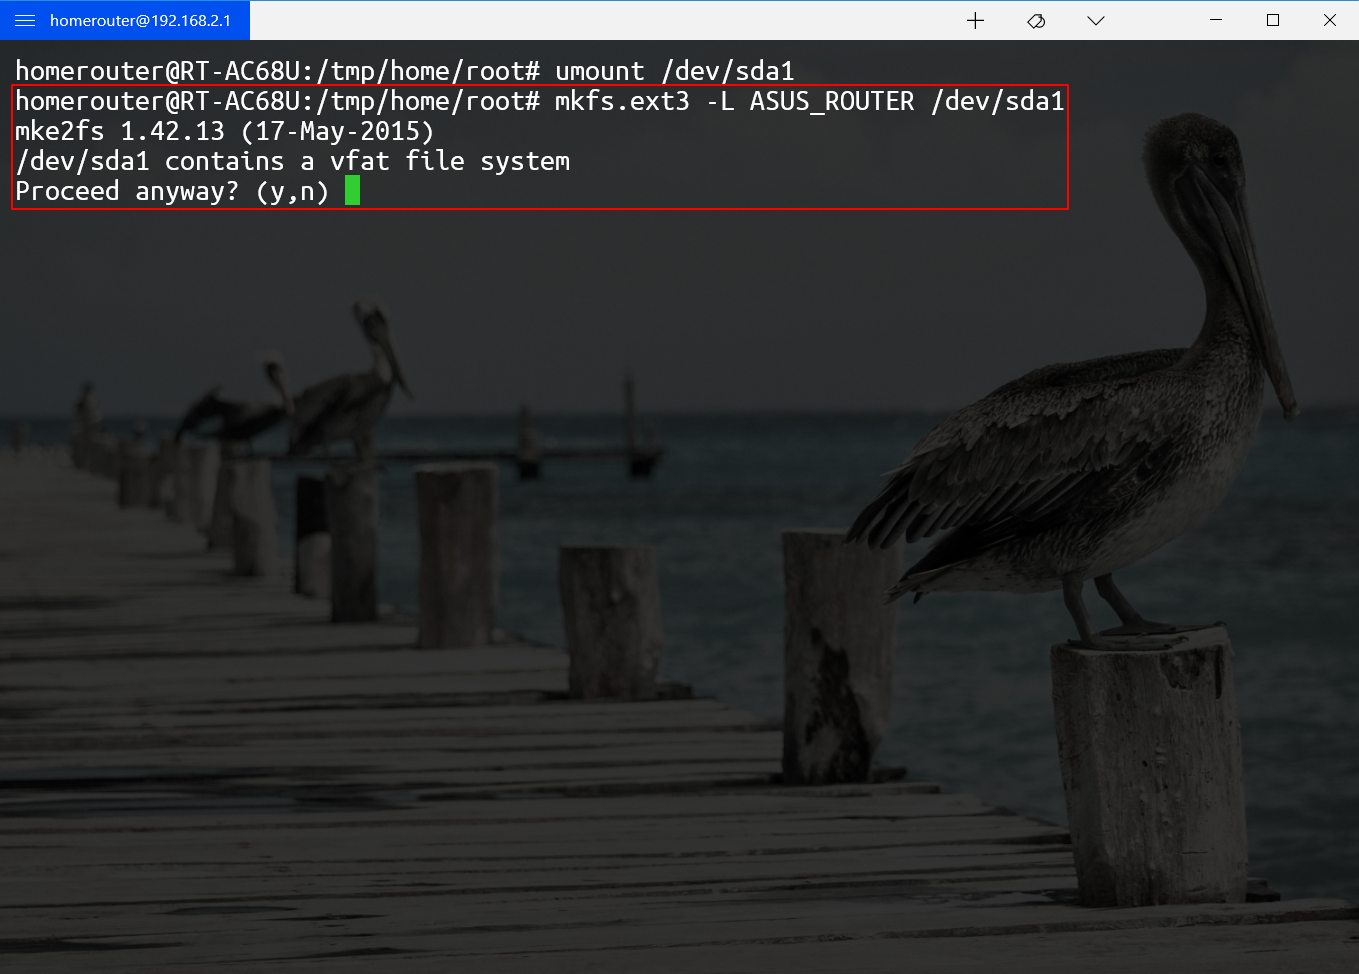 homerouter@192.168.2.1
homerouter@RT-AC68U:/tmp/home/root# umount /dev/sda1
homerouter@RT-AC68U:/tmp/home/root# mkfs.ext3 -L ASUS_ROUTER /dev/sda1
mke2fs 1.42.13 (17-May-2015)
/dev/sda1 contains a vfat file system
Proceed anyway? (y,n)